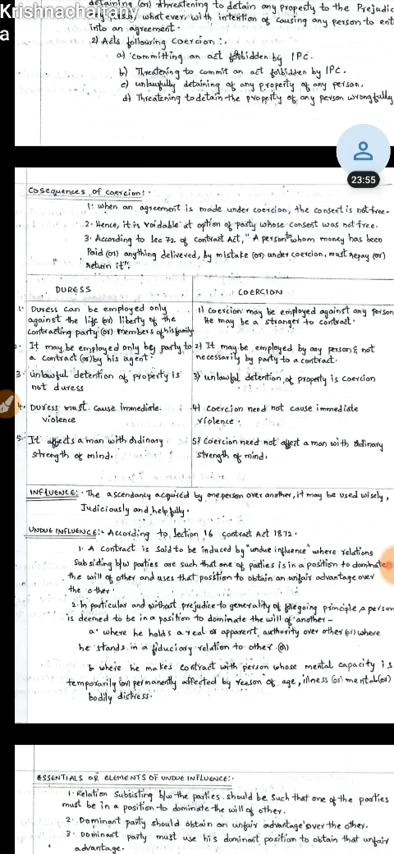 detaining (or) threatening to detain any property to the Prejudice
Krishnachaitany
a
whatever, with intention of causing any person to ent
into an agreement.
2) Acts following Coercion :.
a) Committing an act forbidden by IPC.
b) Threatening to commit an act forbidden by IPC.
c) unlawfully detaining of any property of any person.
d) Threatening to detain the property of any person wrongfully
23:55
Cosequences of coercion:-
1. When an agreement is made under coercion, the consent is not-free.
2. Hence, it is voidable at option of party whose consent was not free.
3. According to Sec 72 of Contract Act, "A person to whom money has been
Paid (or) anything delivered, by mistake (or) under coercion, must repay (or)
return it".
DURESS
COERCION
1. Duress can be employed only
against the life (or) liberty of the
Contracting party (or) members of his family
1) Coercion may be employed against any person
He may be a stranger to contract.
2. It may be employed only by party to
a contract (or) by his agent.
2) It may be employed by any person & not
necessarily by party to a contract.
3. unlawful detention of property is
not duress
3) unlawful detention of property is coercion
4. Duress must cause immediate
violence
4) Coercion need not cause immediate
violence.
5. It affects a man with ordinary
strength of mind.
5) Coercion need not affect a man with ordinary
strength of mind.
INFLUENCE:- The ascendancy acquired by one person over another, it may be used wisely,
Judiciously and helpfully.
UNDUE INFLUENCE:- According to Section 16 contract Act 1872.
1. A contract is said to be induced by "undue influence" where relations
Subsisting b/w parties are such that one of parties is in a position to dominate
the will of other and uses that position to obtain an unfair advantage over
the other.
2. In particular and without prejudice to generality of foregoing principle, a person
is deemed to be in a position to dominate the will of another -
a. where he holds a real or apparent authority over other (or) where
he stands in a fiduciary relation to other (or)
b where he makes contract with person whose mental capacity is
temporarily (or) permanently affected by reason of age, illness (or) mental (or)
bodily distress.
ESSENTIALS OR ELEMENTS OF UNDUE INFLUENCE:-
1. Relation Subsisting b/w the parties should be such that one of the parties
must be in a position to dominate the will of other.
2. Dominant party should obtain an unfair advantage over the other.
3. Dominant party must use his dominant position to obtain that unfair
advantage.